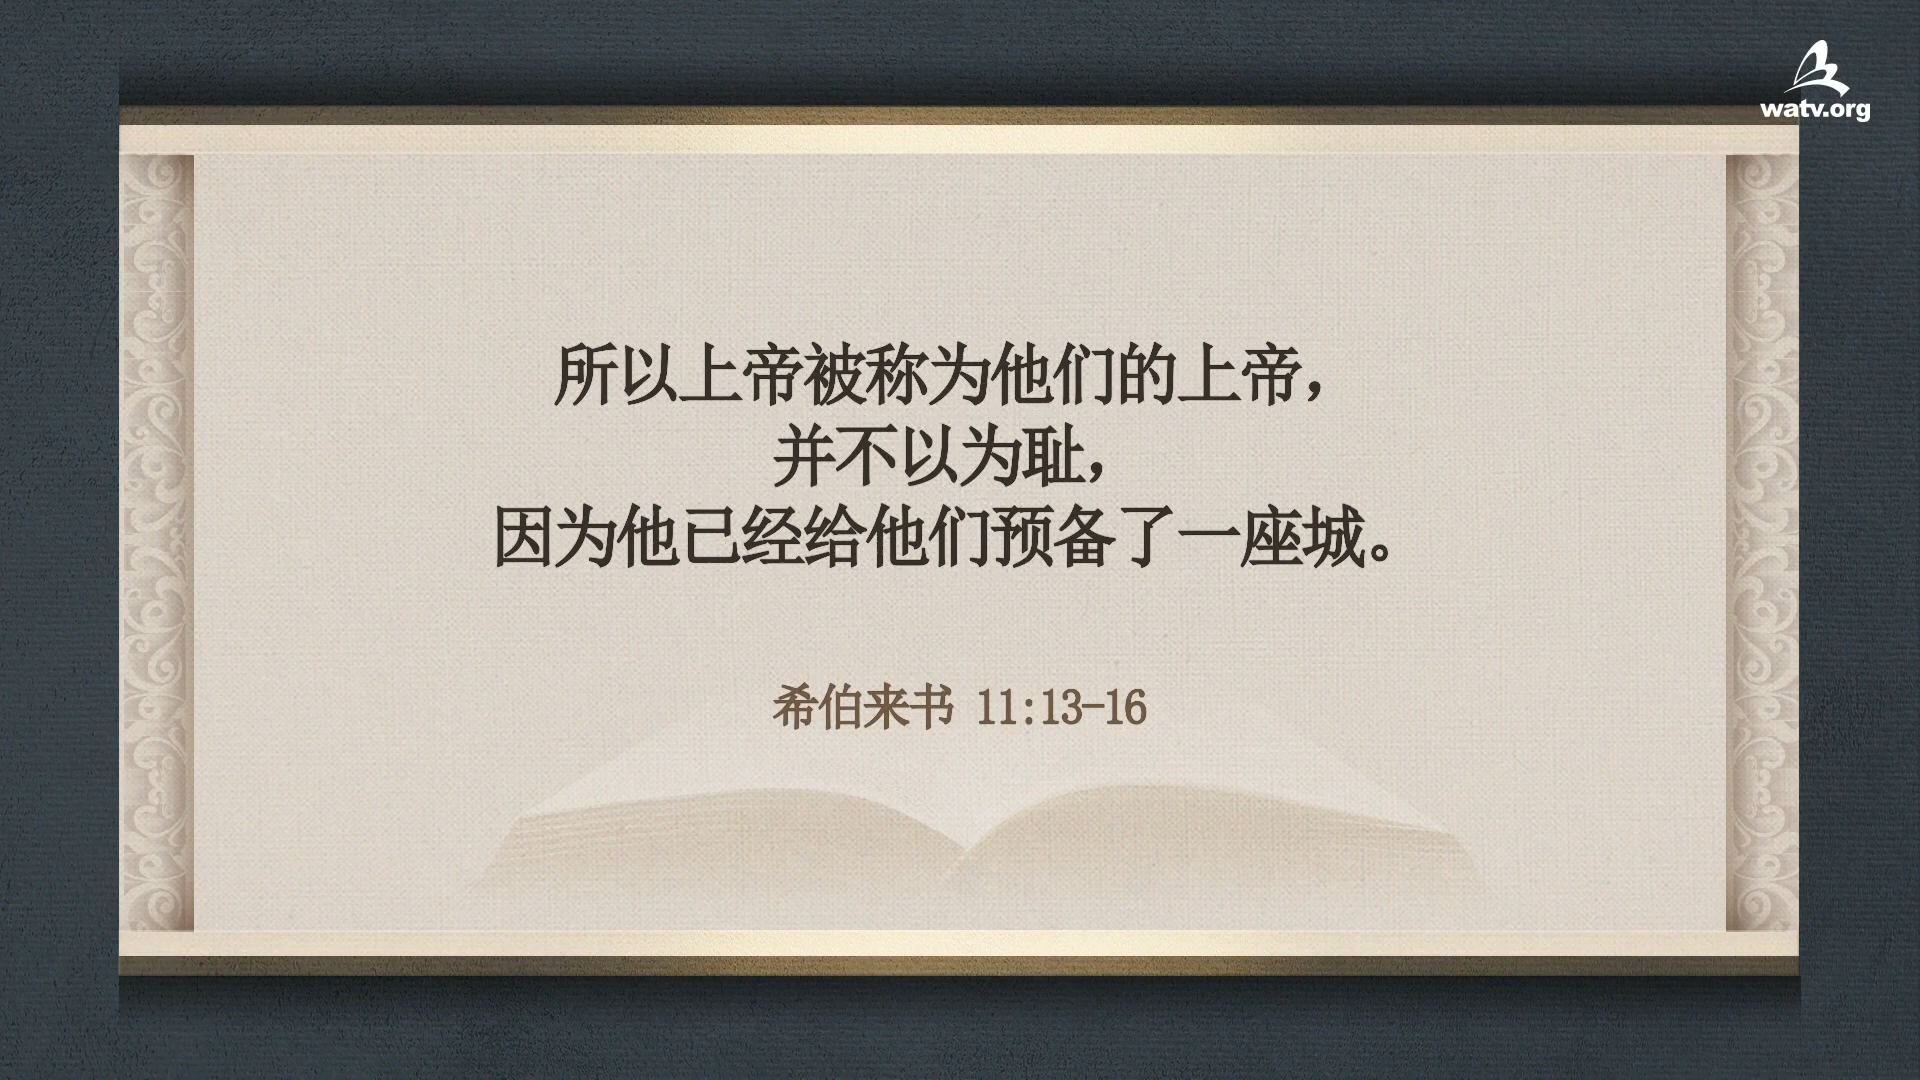 watv.org
所以上帝被称为他们的上帝，
并不以为耻，
因为他已经给他们预备了一座城。
希伯来书 11:13-16